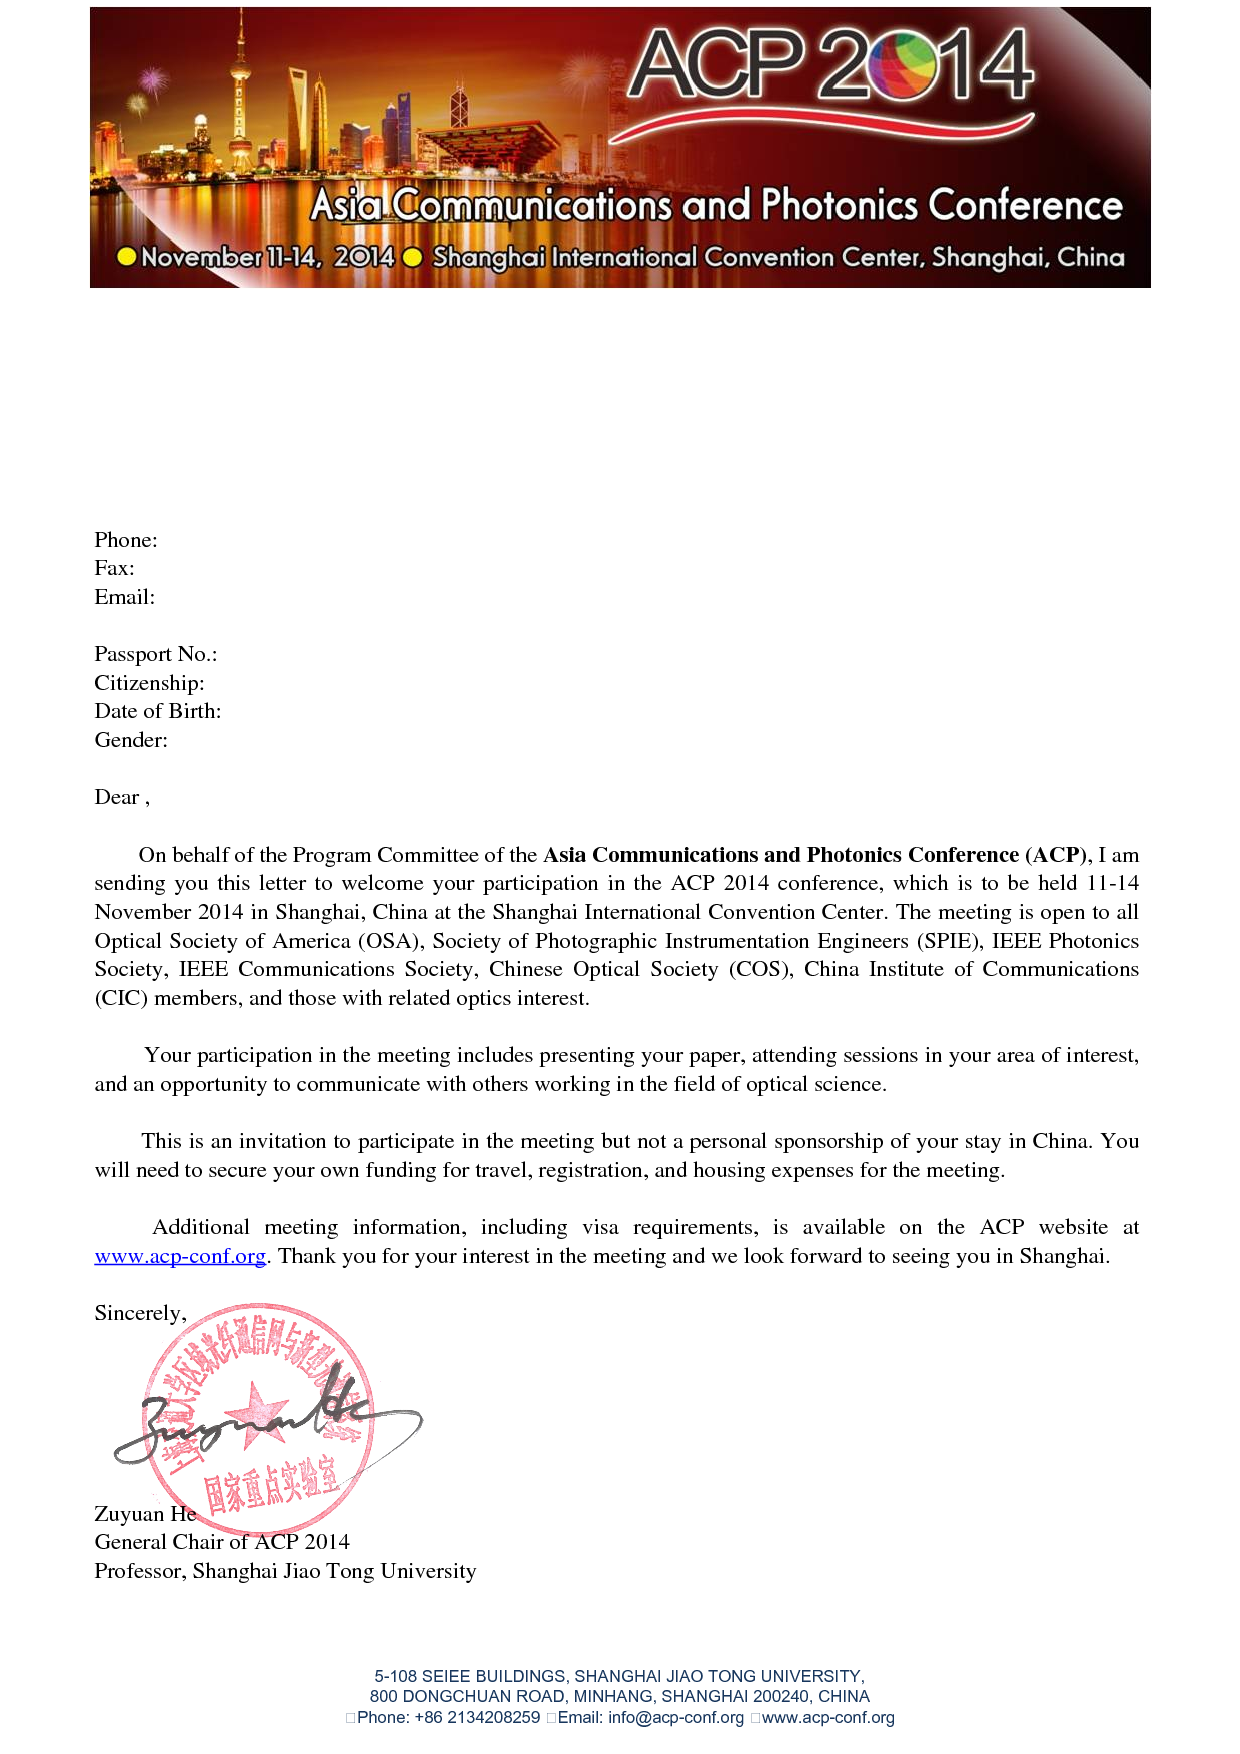 ACP 2014
Asia Communications and Photonics Conference
November 11-14, 2014 Shanghai International Convention Center, Shanghai, China
Phone:
Fax:
Email:
Passport No.:
Citizenship:
Date of Birth:
Gender:
Dear ,
On behalf of the Program Committee of the Asia Communications and Photonics Conference (ACP), I am
sending you this letter to welcome your participation in the ACP 2014 conference, which is to be held 11-14
November 2014 in Shanghai, China at the Shanghai International Convention Center. The meeting is open to all
Optical Society of America (OSA), Society of Photographic Instrumentation Engineers (SPIE), IEEE Photonics
Society, IEEE Communications Society, Chinese Optical Society (COS), China Institute of Communications
(CIC) members, and those with related optics interest.
Your participation in the meeting includes presenting your paper, attending sessions in your area of interest,
and an opportunity to communicate with others working in the field of optical science.
This is an invitation to participate in the meeting but not a personal sponsorship of your stay in China. You
will need to secure your own funding for travel, registration, and housing expenses for the meeting.
Additional meeting information, including visa requirements, is available on the ACP website at
www.acp-conf.org. Thank you for your interest in the meeting and we look forward to seeing you in Shanghai.
Sincerely,
国家重点实验室
Zuyuan He
Zuyuan He
General Chair of ACP 2014
Professor, Shanghai Jiao Tong University
5-108 SEIEE BUILDINGS, SHANGHAI JIAO TONG UNIVERSITY,
800 DONGCHUAN ROAD, MINHANG, SHANGHAI 200240, CHINA
Phone: +86 2134208259 Email: info@acp-conf.org www.acp-conf.org